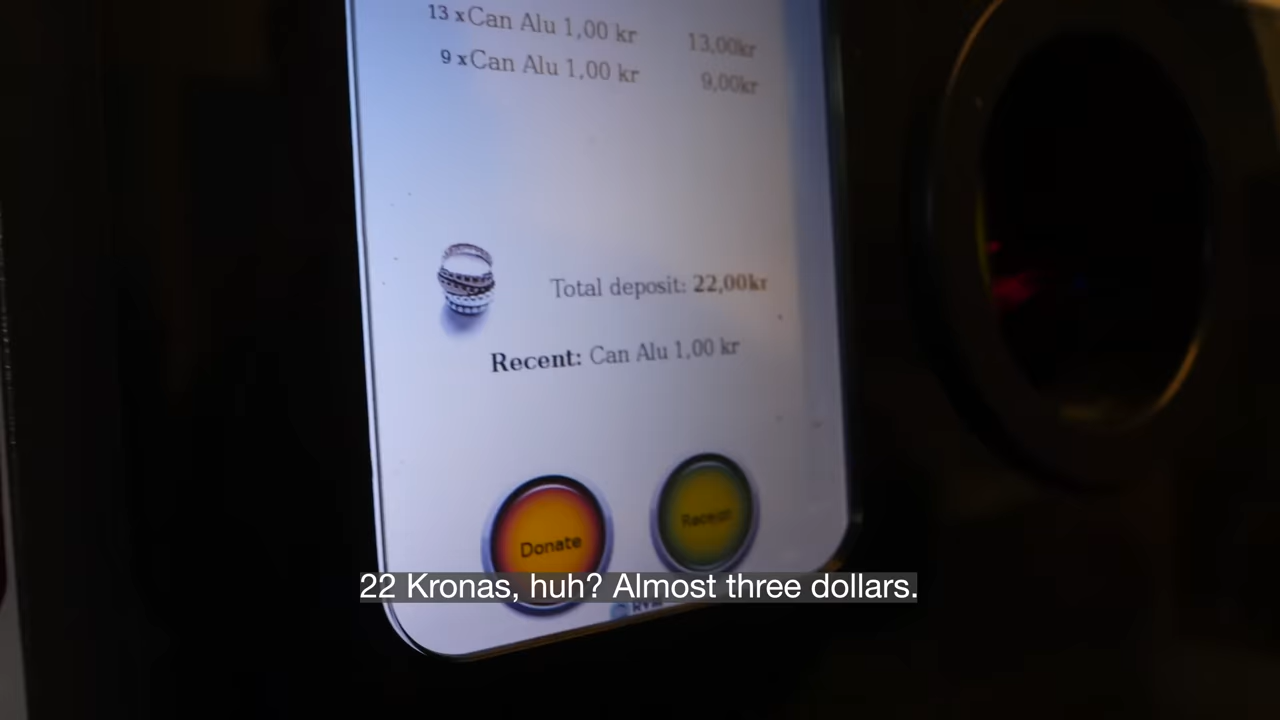 13 x Can Alu 1,00 kr 13,00kr
9 x Can Alu 1,00 kr 9,00kr
Total deposit: 22,00kr
Recent: Can Alu 1,00 kr
Donate
Receipt
22 Kronas, huh? Almost three dollars.